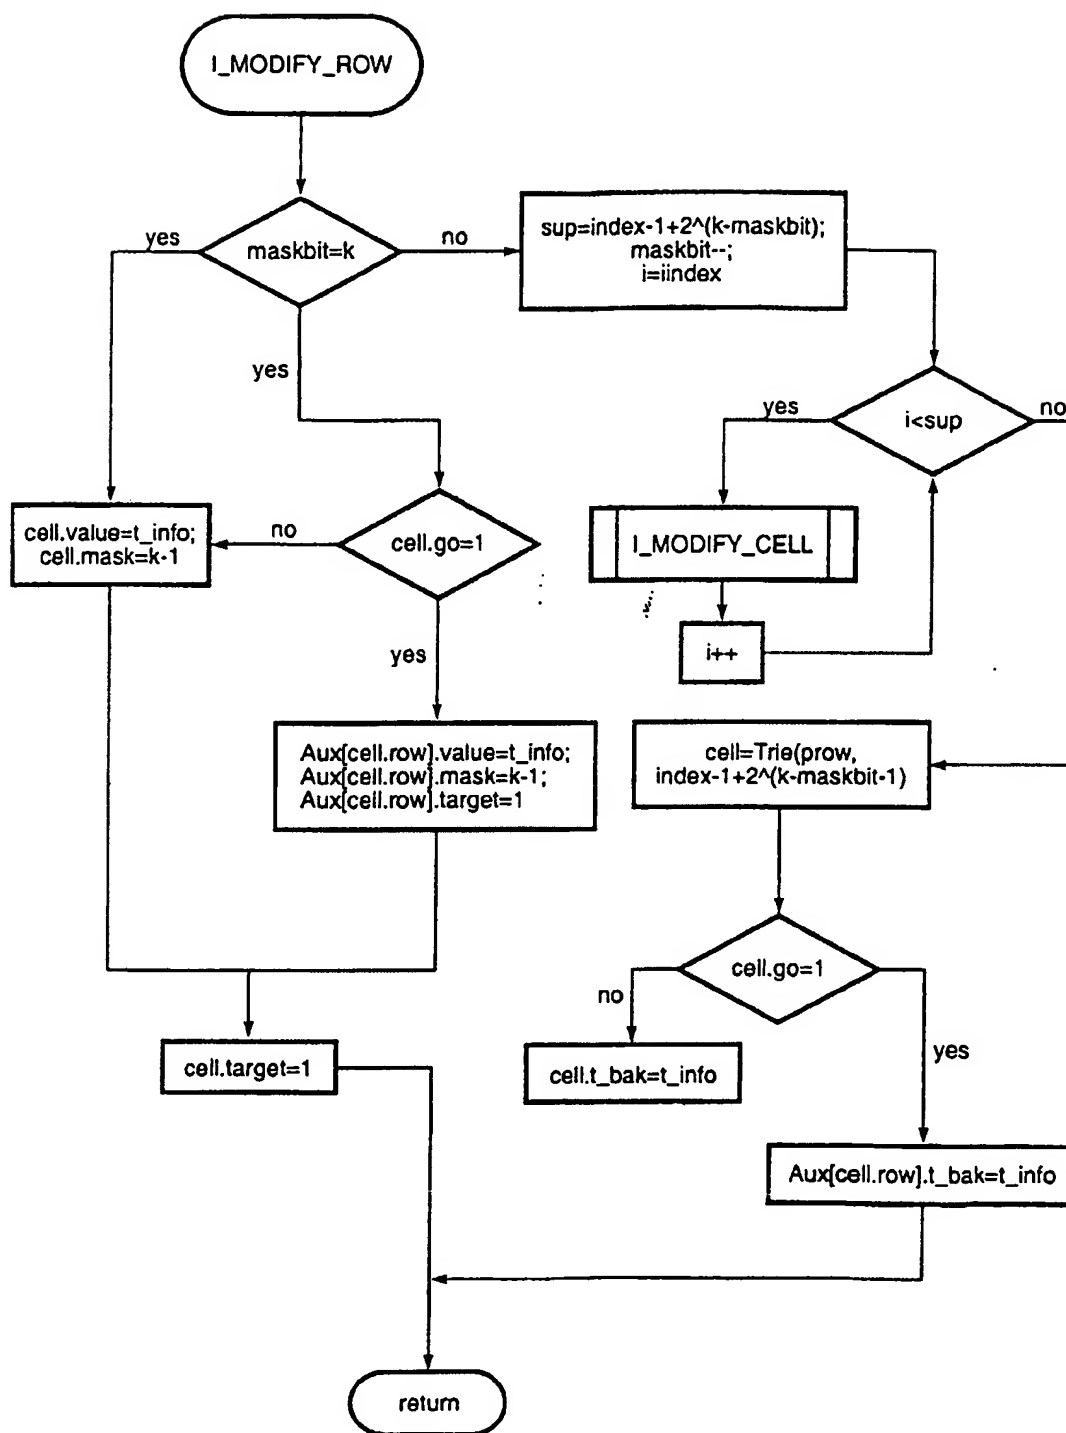 I_MODIFY_ROW
yes
maskbit=k
no
sup=index-1+2^(k-maskbit);
maskbit--;
i=iindex
yes
yes
i<sup
no
cell.value=t_info;
cell.mask=k-1
no
cell.go=1
I_MODIFY_CELL
yes
i++
Aux[cell.row].value=t_info;
Aux[cell.row].mask=k-1;
Aux[cell.row].target=1
cell=Trie(prow,
index-1+2^(k-maskbit-1)
cell.go=1
no
yes
cell.target=1
cell.t_bak=t_info
Aux[cell.row].t_bak=t_info
return